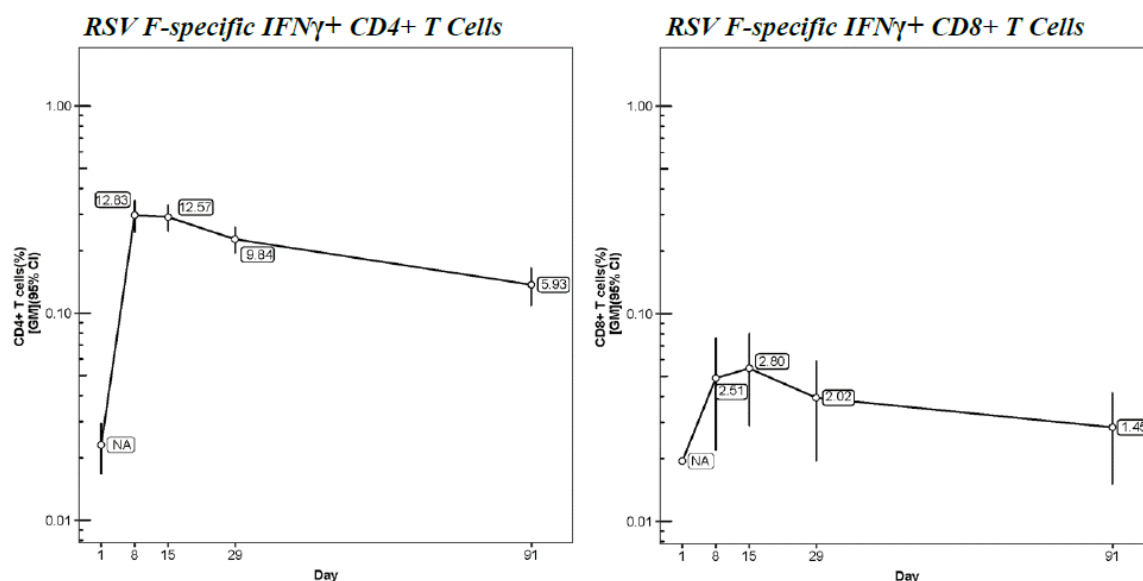 RSV F-specific IFNγ+ CD4+ T Cells
CD4+ T cells(%)
[GM](95% CI)
1.00
0.10
0.01
NA
12.83
12.57
9.84
5.93
1
8
15
29
91
Day
RSV F-specific IFNγ+ CD8+ T Cells
CD8+ T cells(%)
[GM](95% CI)
1.00
0.10
0.01
NA
2.51
2.80
2.02
1.45
1
8
15
29
91
Day